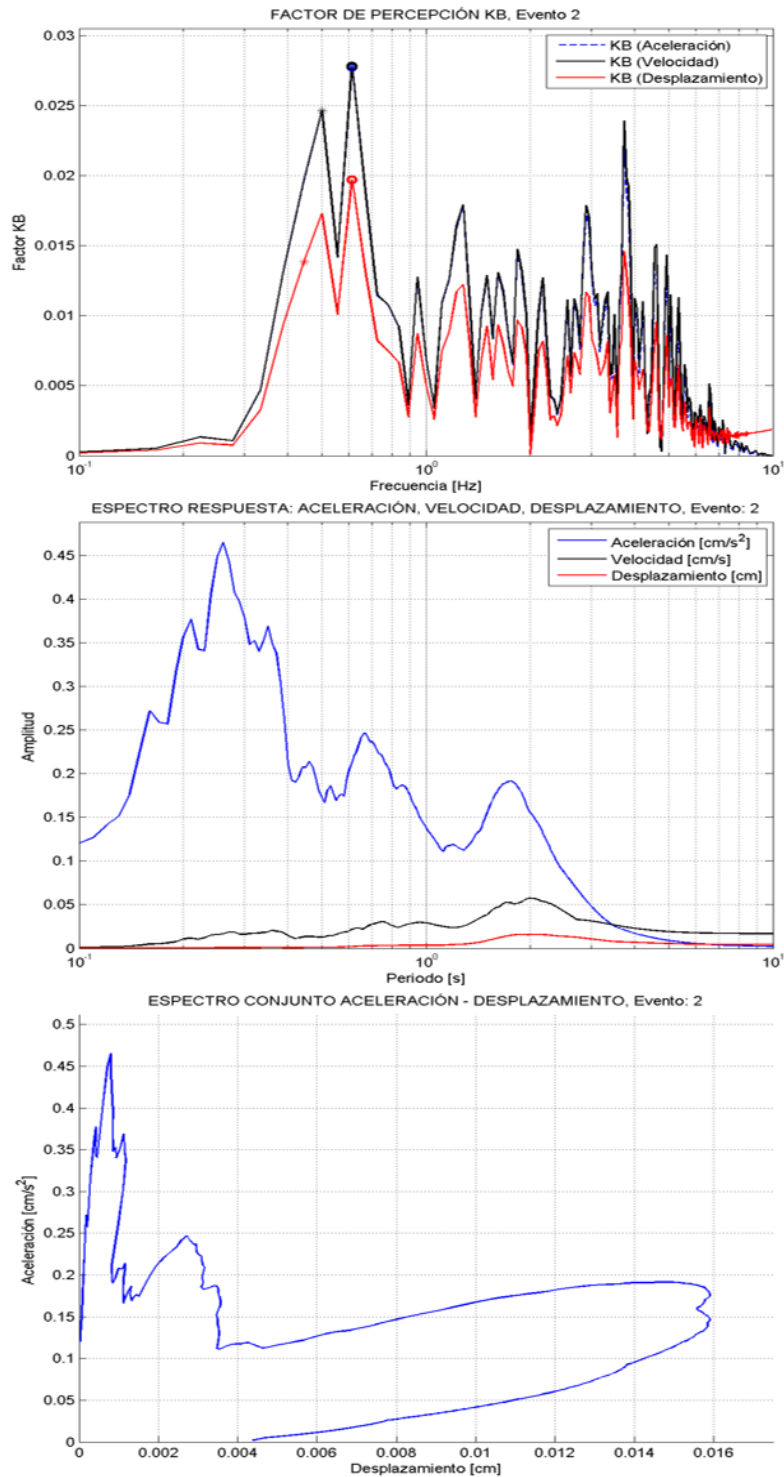 FACTOR DE PERCEPCIÓN KB, Evento 2
0.03
0.025
0.02
0.015
0.01
0.005
0
Factor KB
KB (Aceleración)
KB (Velocidad)
KB (Desplazamiento)
10⁻¹ 10⁰ 10¹
Frecuencia [Hz]
ESPECTRO RESPUESTA: ACELERACIÓN, VELOCIDAD, DESPLAZAMIENTO, Evento: 2
0.45
0.4
0.35
0.3
0.25
0.2
0.15
0.1
0.05
0
Amplitud
Aceleración [cm/s²]
Velocidad [cm/s]
Desplazamiento [cm]
10⁻¹ 10⁰ 10¹
Periodo [s]
ESPECTRO CONJUNTO ACELERACIÓN - DESPLAZAMIENTO, Evento: 2
0.5
0.45
0.4
0.35
0.3
0.25
0.2
0.15
0.1
0.05
0
Aceleración [cm/s²]
0 0.002 0.004 0.006 0.008 0.01 0.012 0.014 0.016
Desplazamiento [cm]